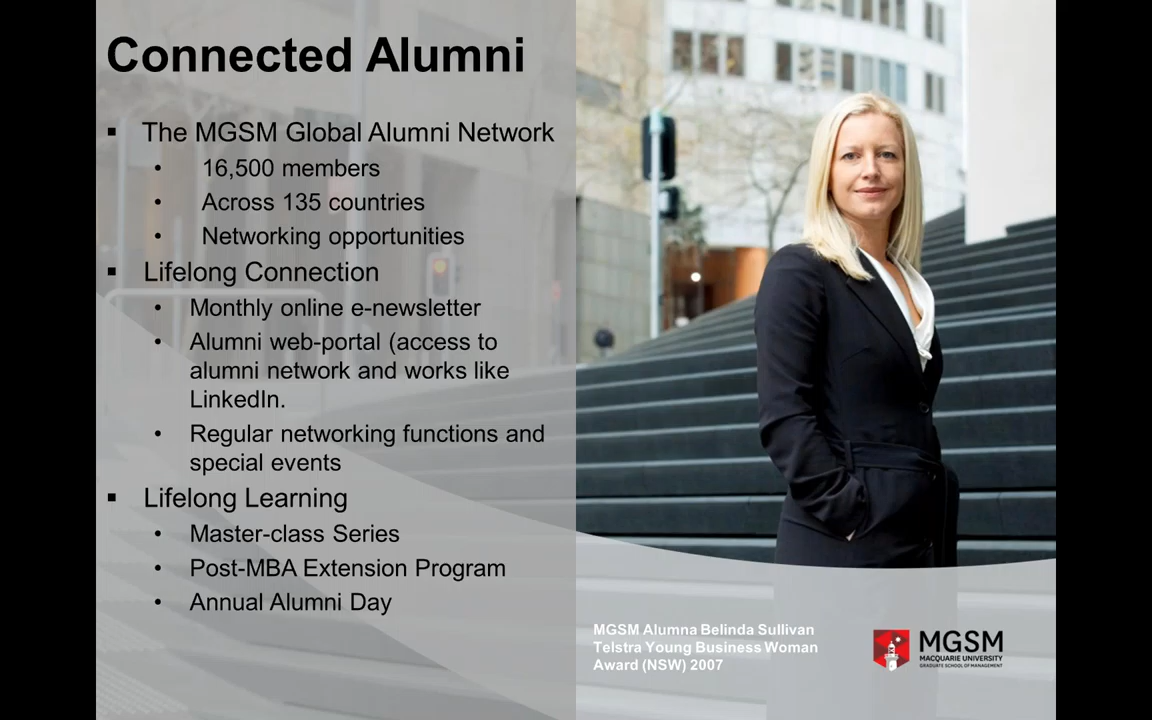 Connected Alumni
▪ The MGSM Global Alumni Network
• 16,500 members
• Across 135 countries
• Networking opportunities
▪ Lifelong Connection
• Monthly online e-newsletter
• Alumni web-portal (access to
alumni network and works like
LinkedIn.
• Regular networking functions and
special events
▪ Lifelong Learning
• Master-class Series
• Post-MBA Extension Program
• Annual Alumni Day
MGSM Alumna Belinda Sullivan
Telstra Young Business Woman
Award (NSW) 2007
MGSM
MACQUARIE UNIVERSITY
GRADUATE SCHOOL OF MANAGEMENT